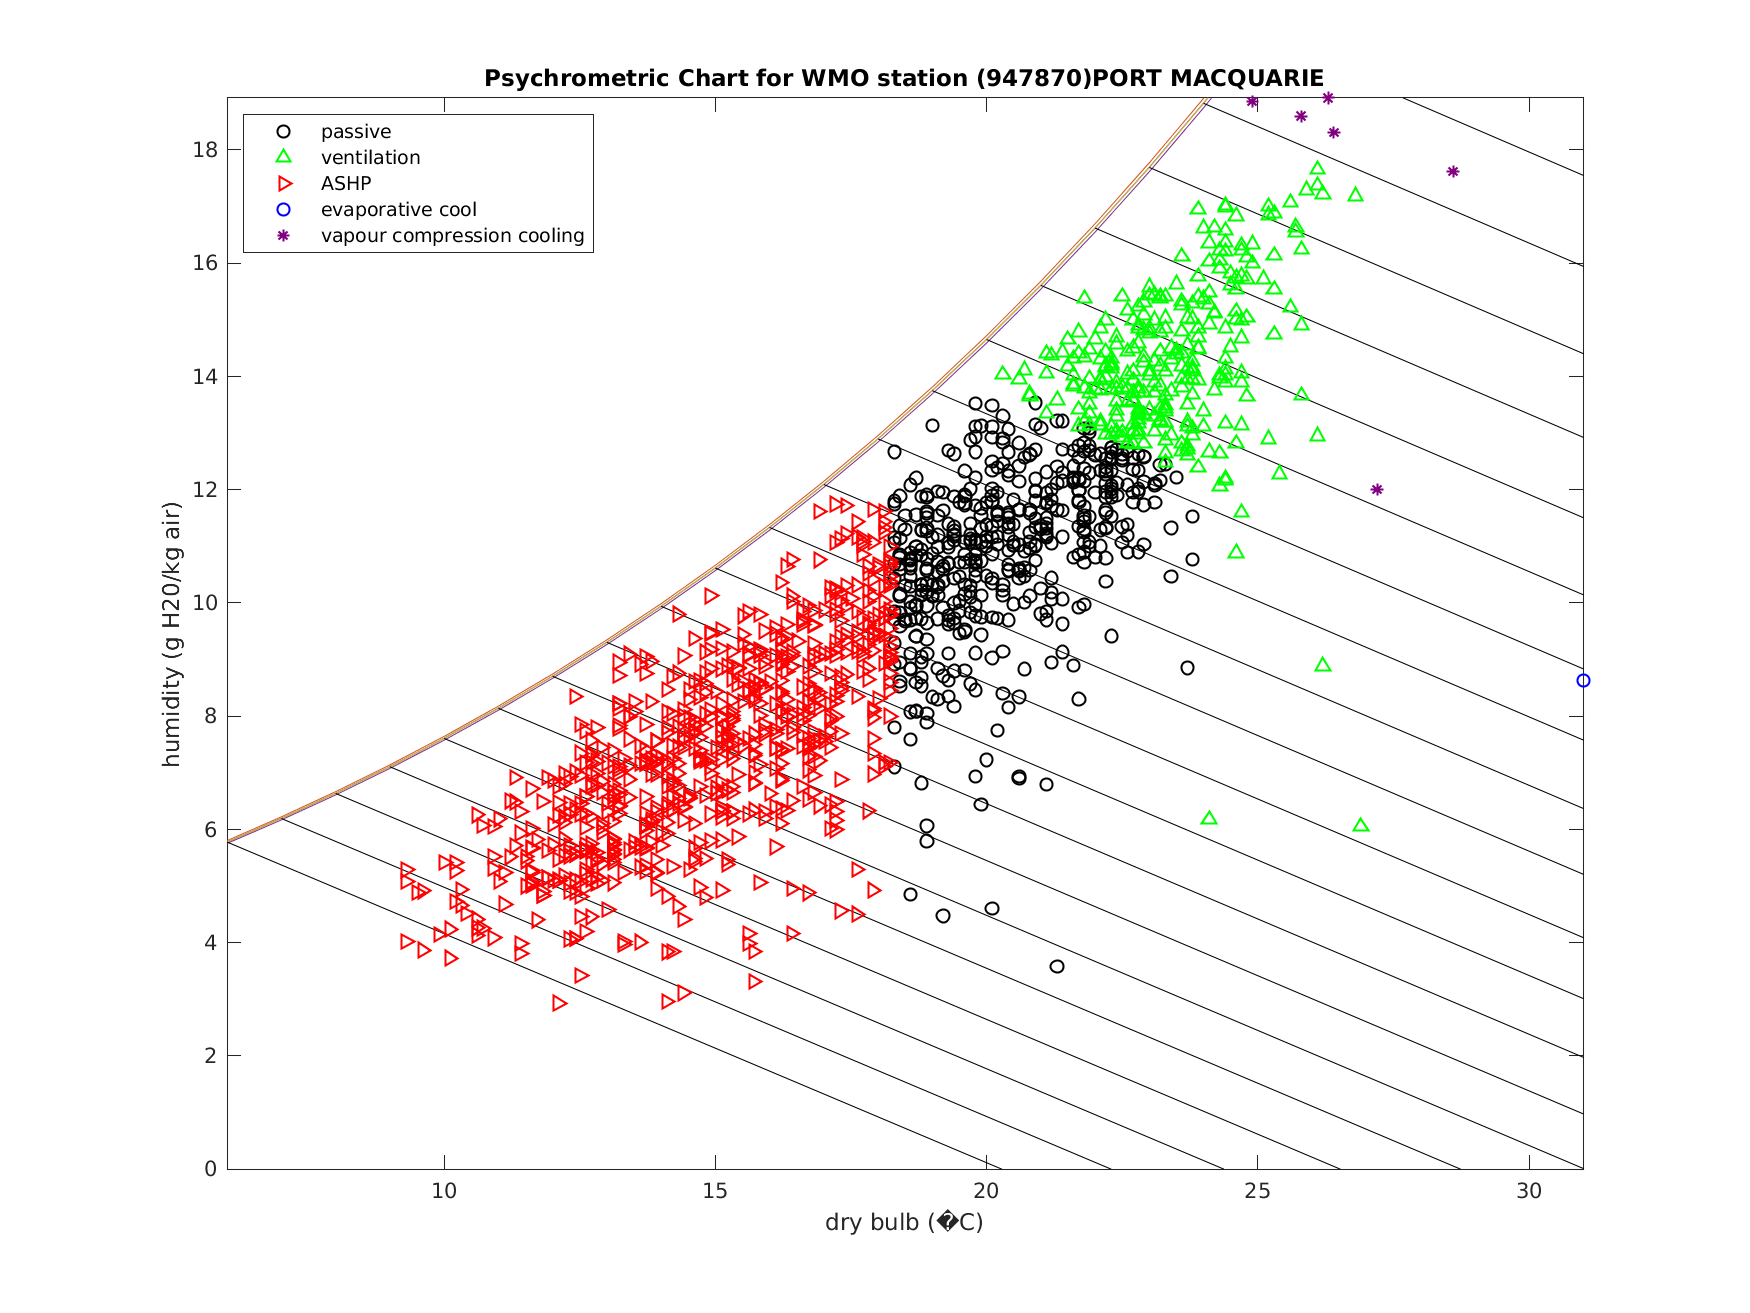 Psychrometric Chart for WMO station (947870)PORT MACQUARIE
passive
ventilation
ASHP
evaporative cool
vapour compression cooling
humidity (g H20/kg air)
18
16
14
12
10
8
6
4
2
0
10 15 20 25 30
dry bulb (�C)